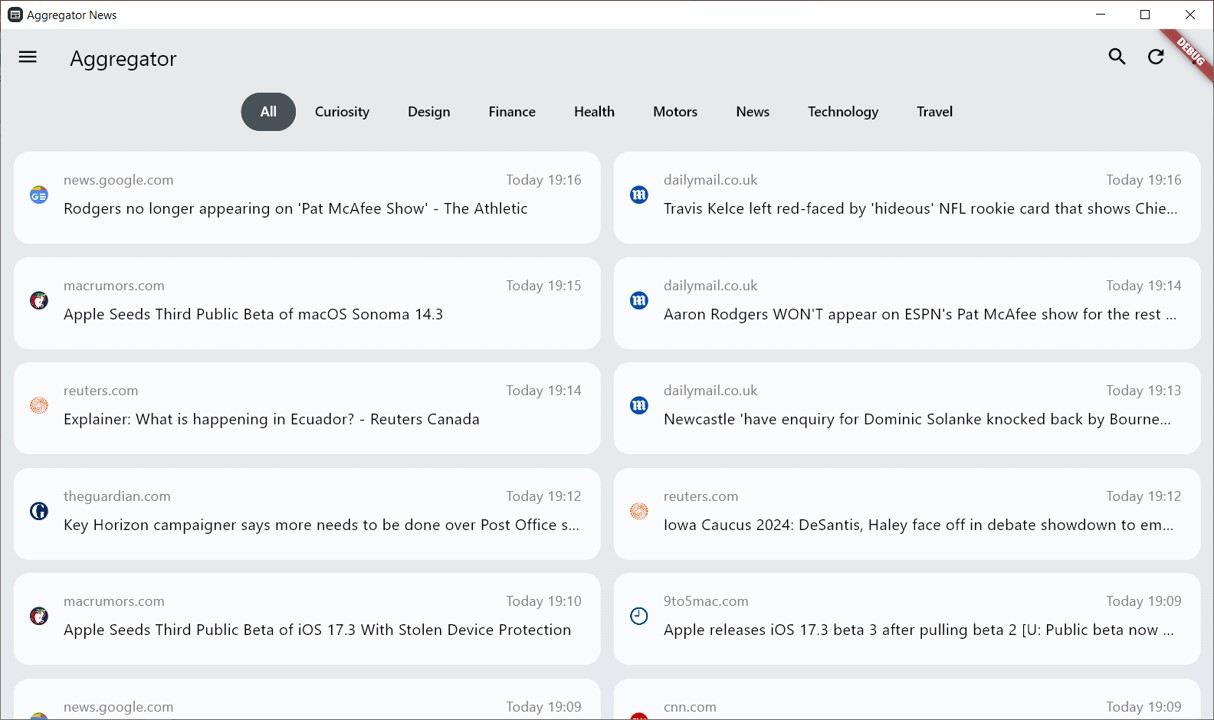 Aggregator News
Aggregator
DEBUG
All Curiosity Design Finance Health Motors News Technology Travel
news.google.com Today 19:16
Rodgers no longer appearing on 'Pat McAfee Show' - The Athletic
dailymail.co.uk Today 19:16
Travis Kelce left red-faced by 'hideous' NFL rookie card that shows Chie...
macrumors.com Today 19:15
Apple Seeds Third Public Beta of macOS Sonoma 14.3
dailymail.co.uk Today 19:14
Aaron Rodgers WON'T appear on ESPN's Pat McAfee show for the rest ...
reuters.com Today 19:14
Explainer: What is happening in Ecuador? - Reuters Canada
dailymail.co.uk Today 19:13
Newcastle 'have enquiry for Dominic Solanke knocked back by Bourne...
theguardian.com Today 19:12
Key Horizon campaigner says more needs to be done over Post Office s...
reuters.com Today 19:12
Iowa Caucus 2024: DeSantis, Haley face off in debate showdown to em...
macrumors.com Today 19:10
Apple Seeds Third Public Beta of iOS 17.3 With Stolen Device Protection
9to5mac.com Today 19:09
Apple releases iOS 17.3 beta 3 after pulling beta 2 [U: Public beta now ...
news.google.com Today 19:09
cnn.com Today 19:09